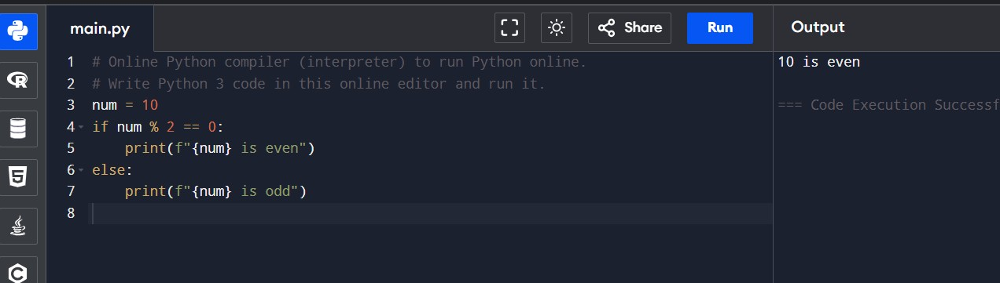 main.py
Share
Run
Output
1 # Online Python compiler (interpreter) to run Python online.
2 # Write Python 3 code in this online editor and run it.
3 num = 10
4 if num % 2 == 0:
5     print(f"{num} is even")
6 else:
7     print(f"{num} is odd")
8
10 is even
=== Code Execution Successf